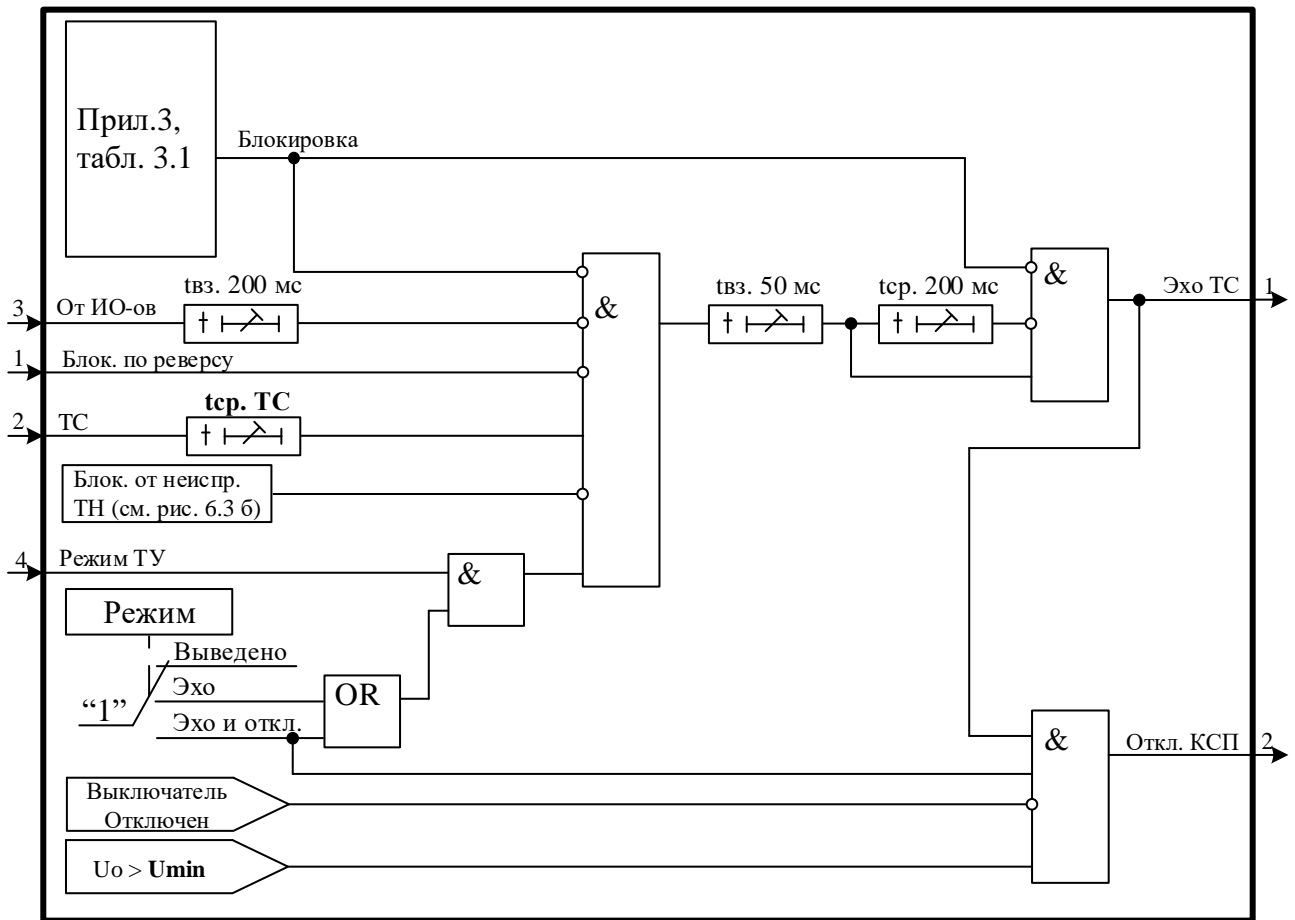 Прил.3,
табл. 3.1
Блокировка
tвз. 200 мс
tвз. 50 мс
tср. 200 мс
&
Эхо ТС
1
3
От ИО-ов
&
1
Блок. по реверсу
tср. ТС
2
ТС
Блок. от неиспр.
ТН (см. рис. 6.3 б)
4
Режим ТУ
&
Режим
Выведено
Эхо
“1”
Эхо и откл.
OR
&
Откл. КСП
2
Выключатель
Отключен
Uo > Umin